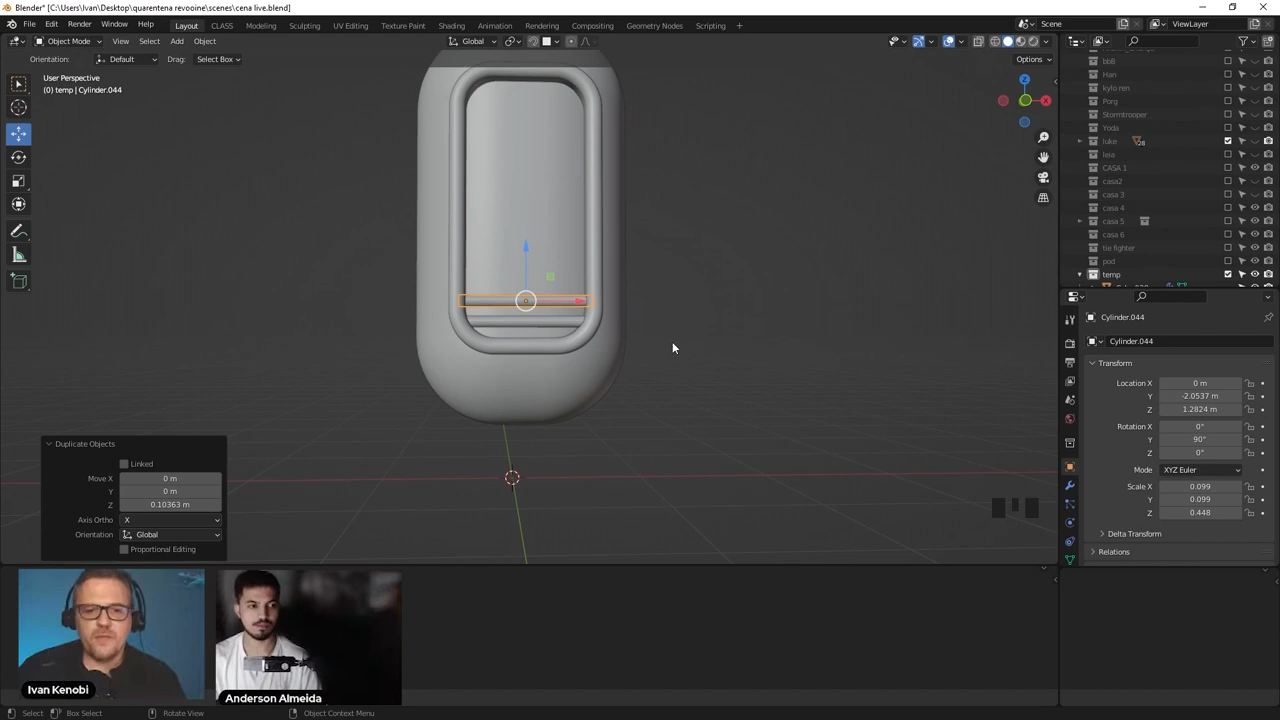 Blender* [C:\Users\Ivan\Desktop\quarentena revooine\scenes\cena live.blend]
File Edit Render Window Help Layout CLASS Modeling Sculpting UV Editing Texture Paint Shading Animation Rendering Compositing Geometry Nodes Scripting + Scene ViewLayer
Object Mode View Select Add Object Global
Orientation: Default Drag: Select Box Options
User Perspective
(0) temp | Cylinder.044
Z
X
bb8
Han
kylo ren
Porg
Stormtrooper
Yoda
luke 28
leia
CASA 1
casa2
casa 3
casa 4
casa 5
casa 6
tie fighter
pod
temp
Cylinder.044
Cylinder.044
Transform
Location X 0 m
Y -2.0537 m
Z 1.2824 m
Rotation X 0°
Y 90°
Z 0°
Mode XYZ Euler
Scale X 0.099
Y 0.099
Z 0.448
Delta Transform
Relations
Duplicate Objects
Linked
Move X 0 m
Y 0 m
Z 0.10363 m
Axis Ortho X
Orientation Global
Proportional Editing
Ivan Kenobi
Anderson Almeida
Select Box Select Rotate View Object Context Menu